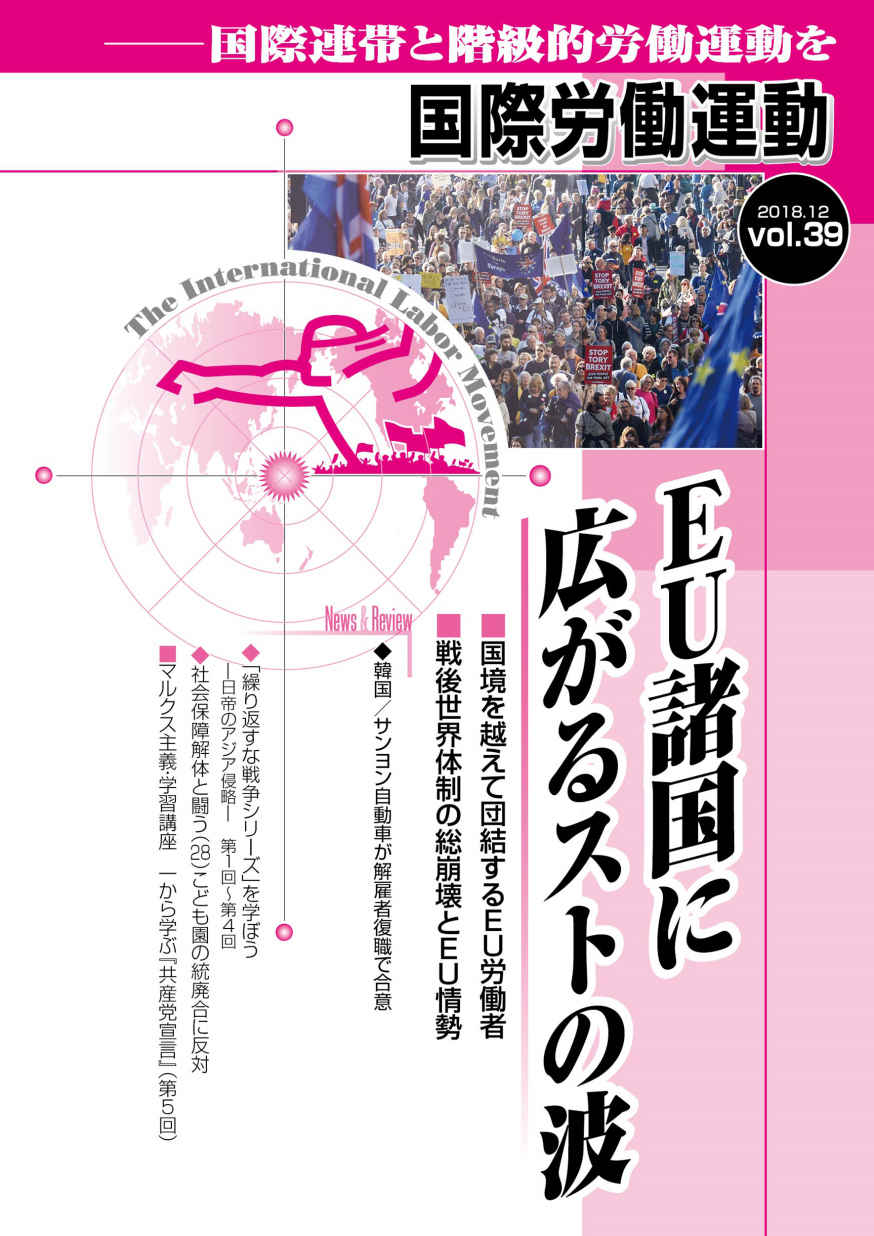 ――国際連帯と階級的労働運動を
国際労働運動
2018.12
vol.39
The International Labor Movement
STOP
TORY
BREXIT
STOP
TORY
BREXIT
STOP
TORY
BREXIT
STOP
TORY
BREXIT
EU諸国に
広がるストの波
■国境を越えて団結するEU労働者
■戦後世界体制の総崩壊とEU情勢
News & Review
◆韓国／サンヨン自動車が解雇者復職で合意
◆「繰り返すな戦争シリーズ」を学ぼう
―日帝のアジア侵略―　第1回〜第4回
◆社会保障解体と闘う(28)こども園の統廃合に反対
■マルクス主義・学習講座　一から学ぶ『共産党宣言』（第5回）